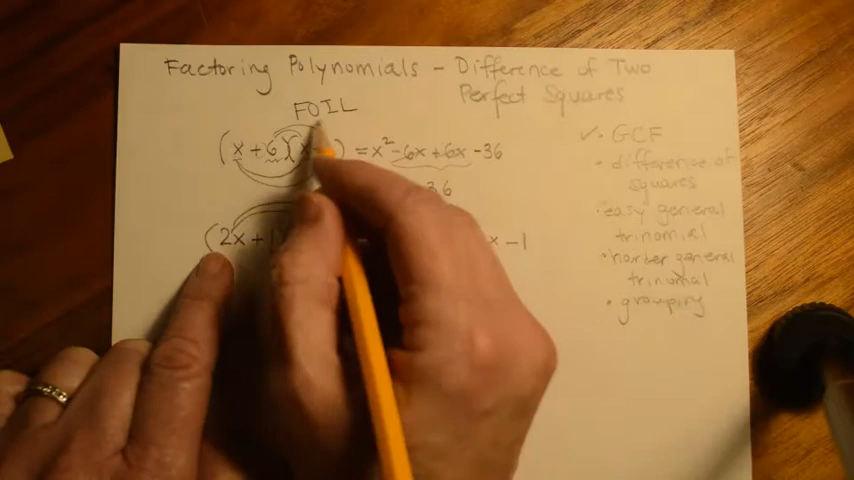 Factoring Polynomials - Difference of Two
Perfect Squares
FOIL
(x + 6)(x ) = x² - 6x + 6x - 36
36
(2x + 1 = x - 1
✓ GCF
• difference of
squares
• easy general
trinomial
• harder general
trinomial
• grouping